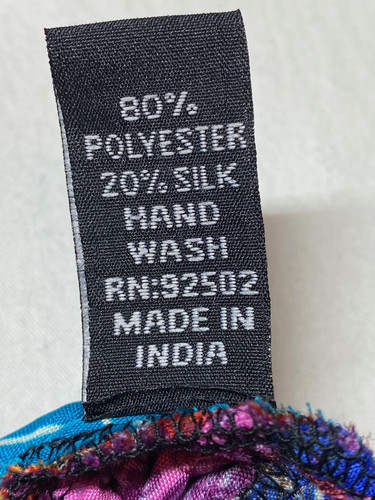 80%
POLYESTER
20% SILK
HAND
WASH
RN:92502
MADE IN
INDIA